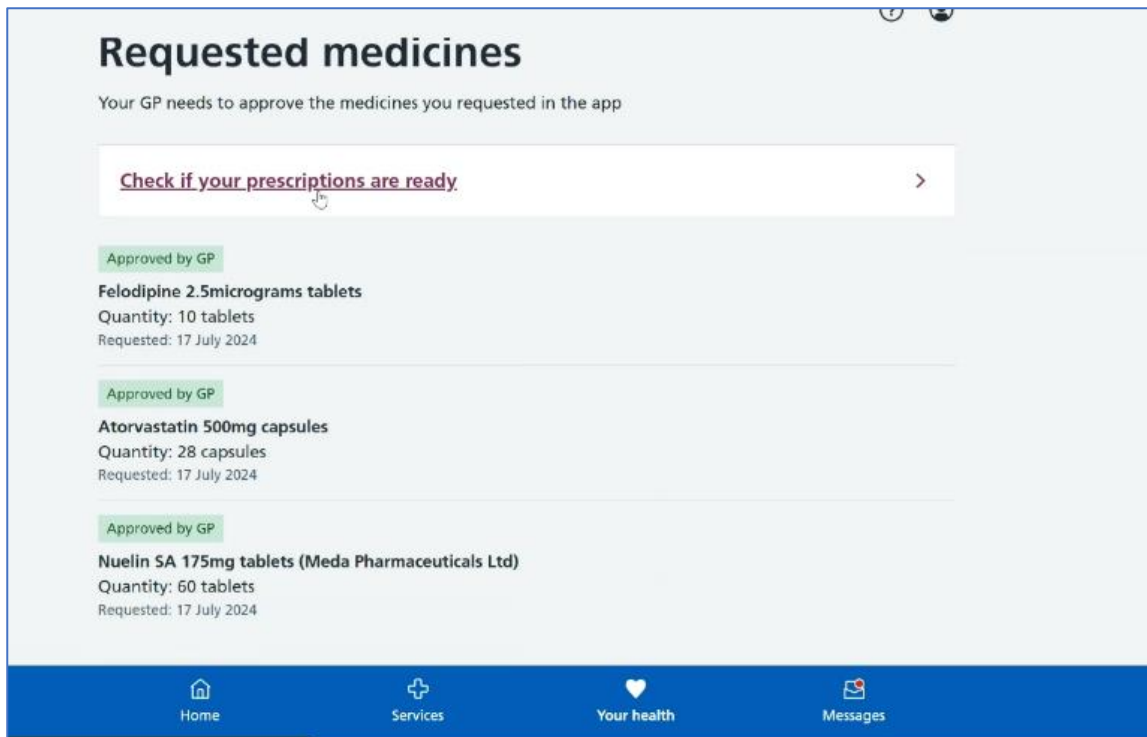 Requested medicines
Your GP needs to approve the medicines you requested in the app
Check if your prescriptions are ready
Approved by GP
Felodipine 2.5micrograms tablets
Quantity: 10 tablets
Requested: 17 July 2024
Approved by GP
Atorvastatin 500mg capsules
Quantity: 28 capsules
Requested: 17 July 2024
Approved by GP
Nuelin SA 175mg tablets (Meda Pharmaceuticals Ltd)
Quantity: 60 tablets
Requested: 17 July 2024
Home Services Your health Messages